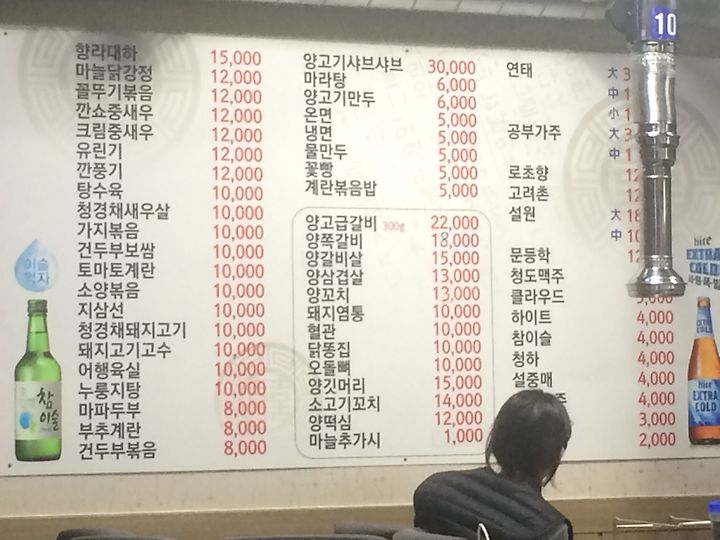 향라대하 15,000
마늘닭강정 12,000
꼴뚜기볶음 12,000
깐쇼중새우 12,000
크림중새우 12,000
유린기 12,000
깐풍기 12,000
탕수육 10,000
청경채새우살 10,000
가지볶음 10,000
건두부보쌈 10,000
토마토계란 10,000
소양볶음 10,000
지삼선 10,000
청경채돼지고기 10,000
돼지고기고수 10,000
어행육실 10,000
누룽지탕 10,000
마파두부 8,000
부추계란 8,000
건두부볶음 8,000
양고기샤브샤브 30,000
마라탕 6,000
양고기만두 6,000
온면 5,000
냉면 5,000
물만두 5,000
꽃빵 5,000
계란볶음밥 5,000
양고급갈비 300g 22,000
양쪽갈비 18,000
양갈비살 15,000
양삼겹살 13,000
양꼬치 13,000
돼지염통 10,000
혈관 10,000
닭똥집 10,000
오돌뼈 10,000
양깃머리 15,000
소고기꼬치 14,000
양떡심 12,000
마늘추가시 1,000
연태 大
中
小
공부가주 大
中
로초향
고려촌
설원 大
中
문등학
청도맥주
클라우드 5,000
하이트 4,000
참이슬 4,000
청하 4,000
설중매 4,000
4,000
3,000
2,000
10
이슬
먹자
참
이슬
hite
EXTRA
COLD
EXTRA
COLD
hite
EXTRA
COLD